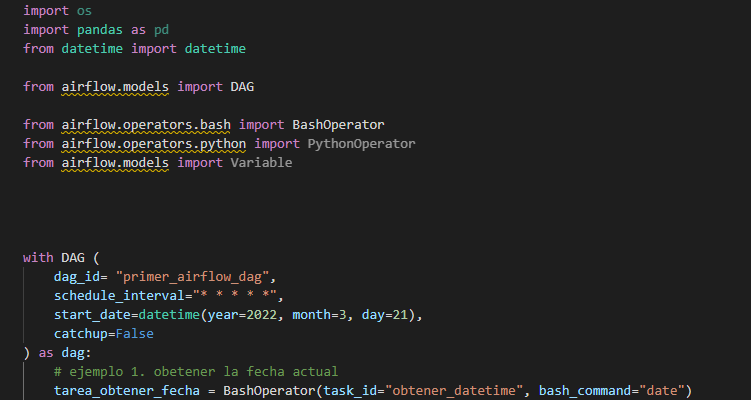 import os
import pandas as pd
from datetime import datetime
from airflow.models import DAG
from airflow.operators.bash import BashOperator
from airflow.operators.python import PythonOperator
from airflow.models import Variable
with DAG (
dag_id= "primer_airflow_dag",
schedule_interval="* * * * *",
start_date=datetime(year=2022, month=3, day=21),
catchup=False
) as dag:
# ejemplo 1. obetener la fecha actual
tarea_obtener_fecha = BashOperator(task_id="obtener_datetime", bash_command="date")